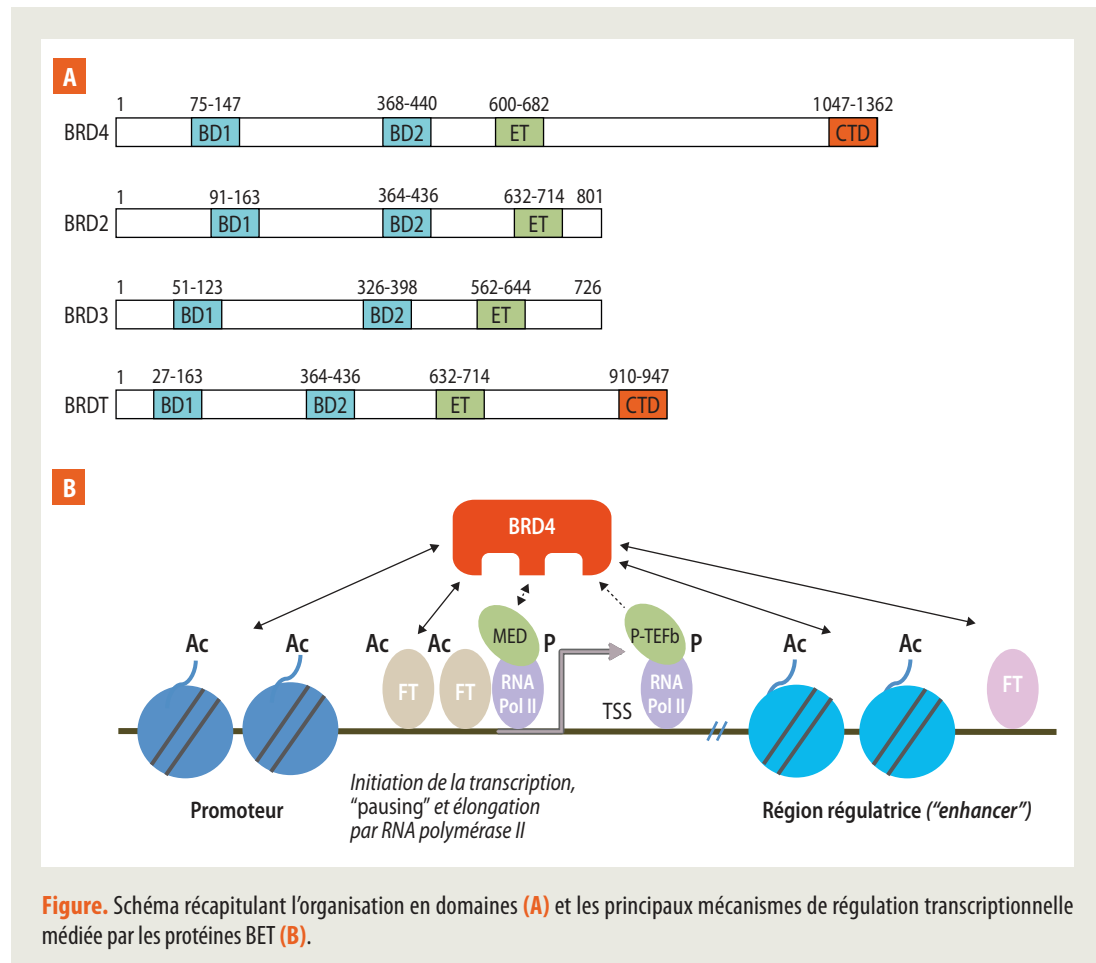 A
1 75-147 368-440 600-682 1047-1362
BRD4 BD1 BD2 ET CTD
1 91-163 364-436 632-714 801
BRD2 BD1 BD2 ET
1 51-123 326-398 562-644 726
BRD3 BD1 BD2 ET
1 27-163 364-436 632-714 910-947
BRDT BD1 BD2 ET CTD
B
BRD4
Ac Ac Ac Ac MED P P-TEFb P Ac Ac
FT FT RNA Pol II TSS RNA Pol II FT
Promoteur
Initiation de la transcription,
“pausing” et élongation
par RNA polymérase II
Région régulatrice (“enhancer”)
Figure. Schéma récapitulant l’organisation en domaines (A) et les principaux mécanismes de régulation transcriptionnelle
médiée par les protéines BET (B).